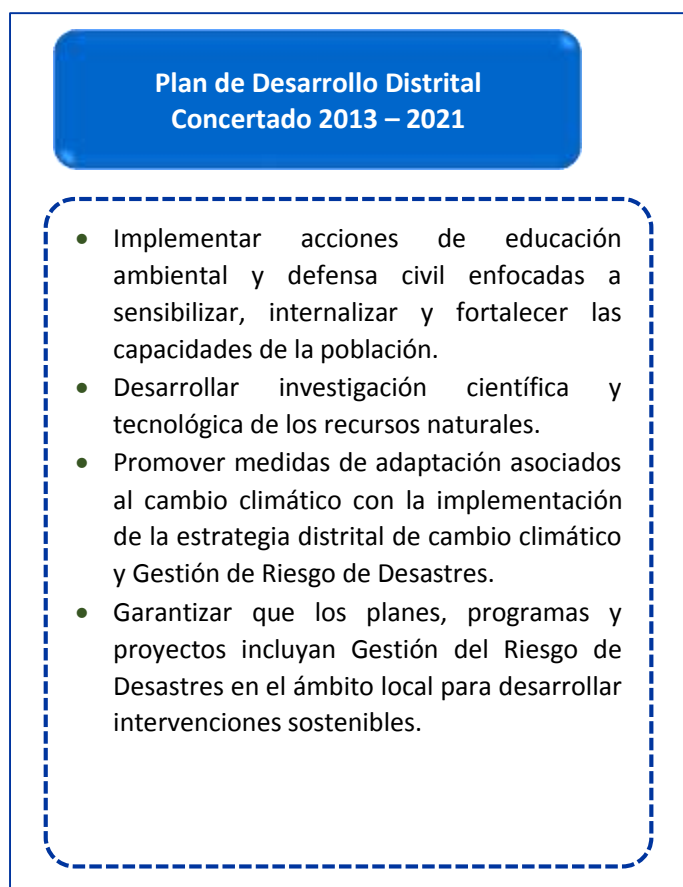 Plan de Desarrollo Distrital
Concertado 2013 – 2021
• Implementar acciones de educación
ambiental y defensa civil enfocadas a
sensibilizar, internalizar y fortalecer las
capacidades de la población.
• Desarrollar investigación científica y
tecnológica de los recursos naturales.
• Promover medidas de adaptación asociados
al cambio climático con la implementación
de la estrategia distrital de cambio climático
y Gestión de Riesgo de Desastres.
• Garantizar que los planes, programas y
proyectos incluyan Gestión del Riesgo de
Desastres en el ámbito local para desarrollar
intervenciones sostenibles.